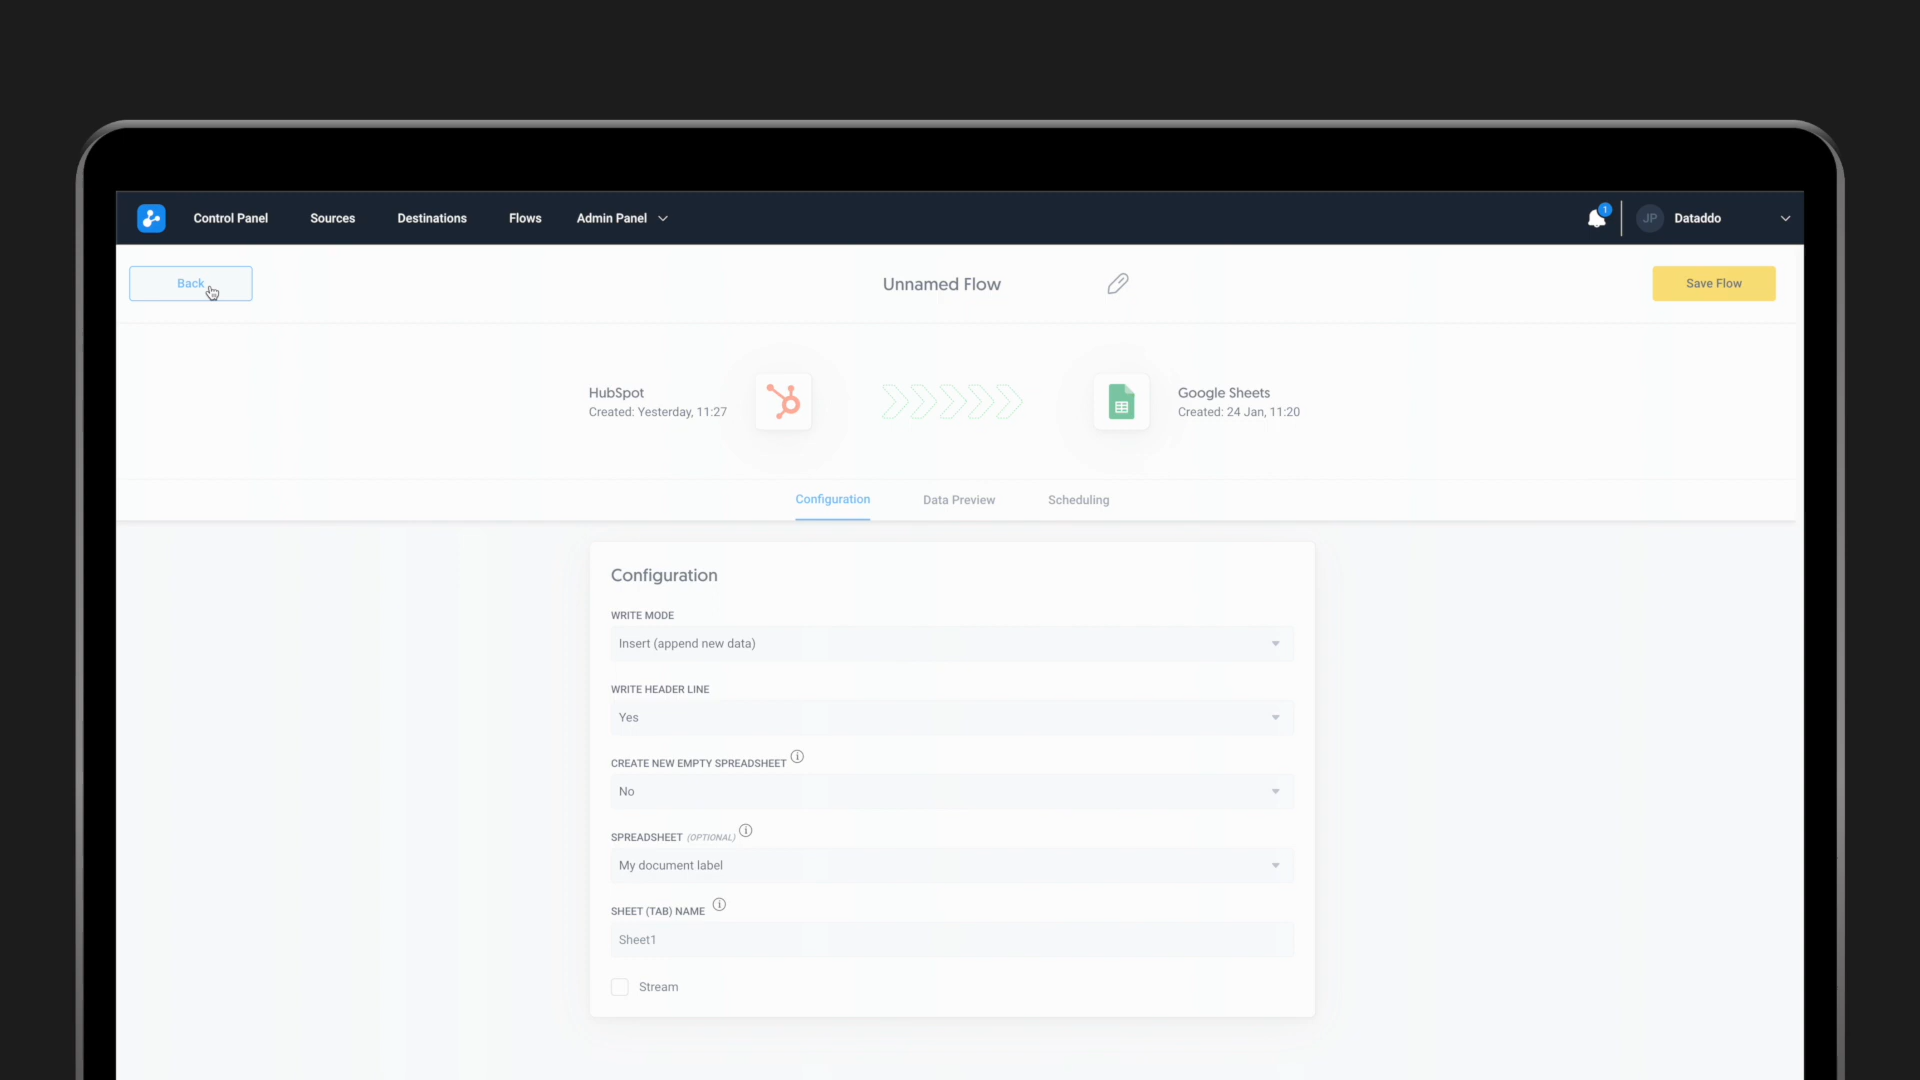 Control Panel
Sources
Destinations
Flows
Admin Panel
1
JP
Dataddo
Back
Unnamed Flow
Save Flow
HubSpot
Created: Yesterday, 11:27
Google Sheets
Created: 24 Jan, 11:20
Configuration
Data Preview
Scheduling
Configuration
WRITE MODE
Insert (append new data)
WRITE HEADER LINE
Yes
CREATE NEW EMPTY SPREADSHEET
No
SPREADSHEET (OPTIONAL)
My document label
SHEET (TAB) NAME
Sheet1
Stream